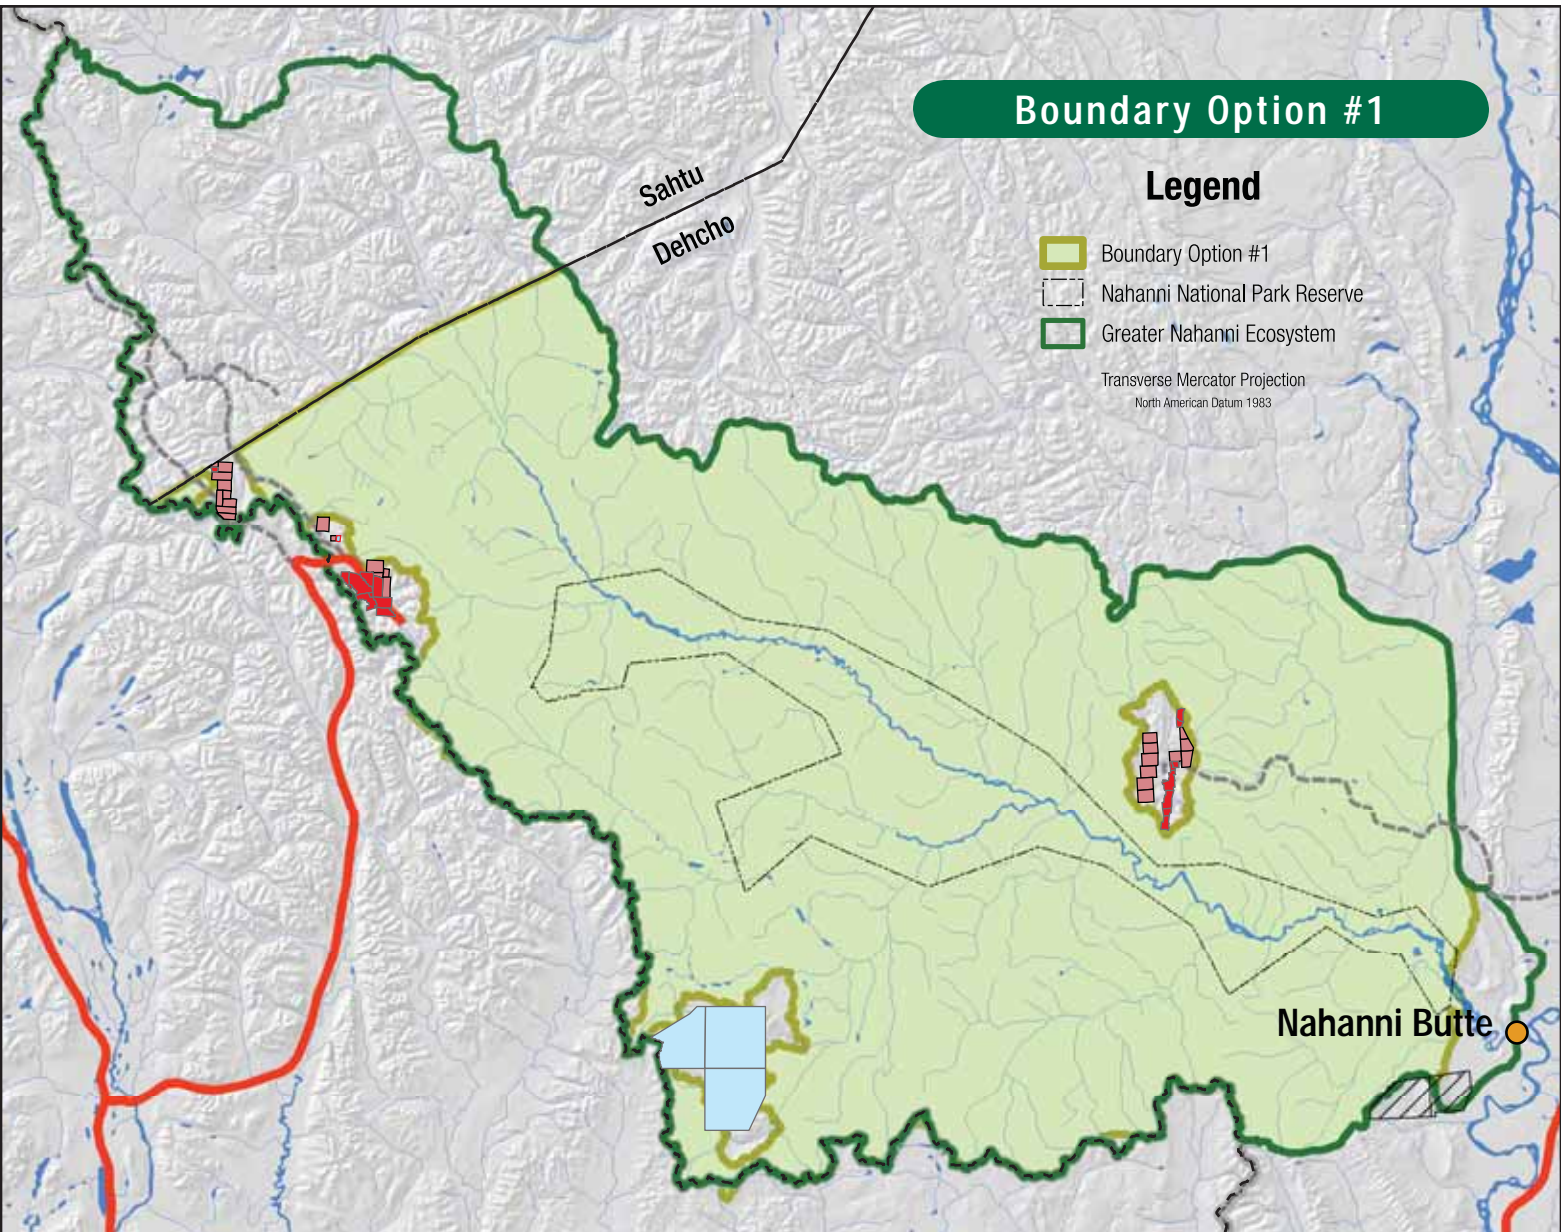 Boundary Option #1
Legend
Boundary Option #1
Nahanni National Park Reserve
Greater Nahanni Ecosystem
Transverse Mercator Projection
North American Datum 1983
Sahtu
Dehcho
Nahanni Butte